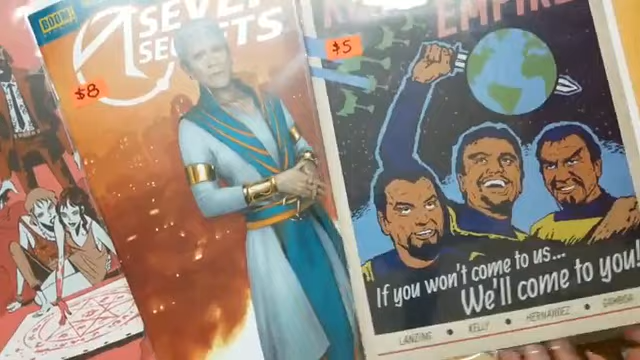 BOOM!
SEVEN
SECRETS
$8
EMPIRE
$5
If you won't come to us...
We'll come to you!
LANZING • KELLY • HERNANDEZ •